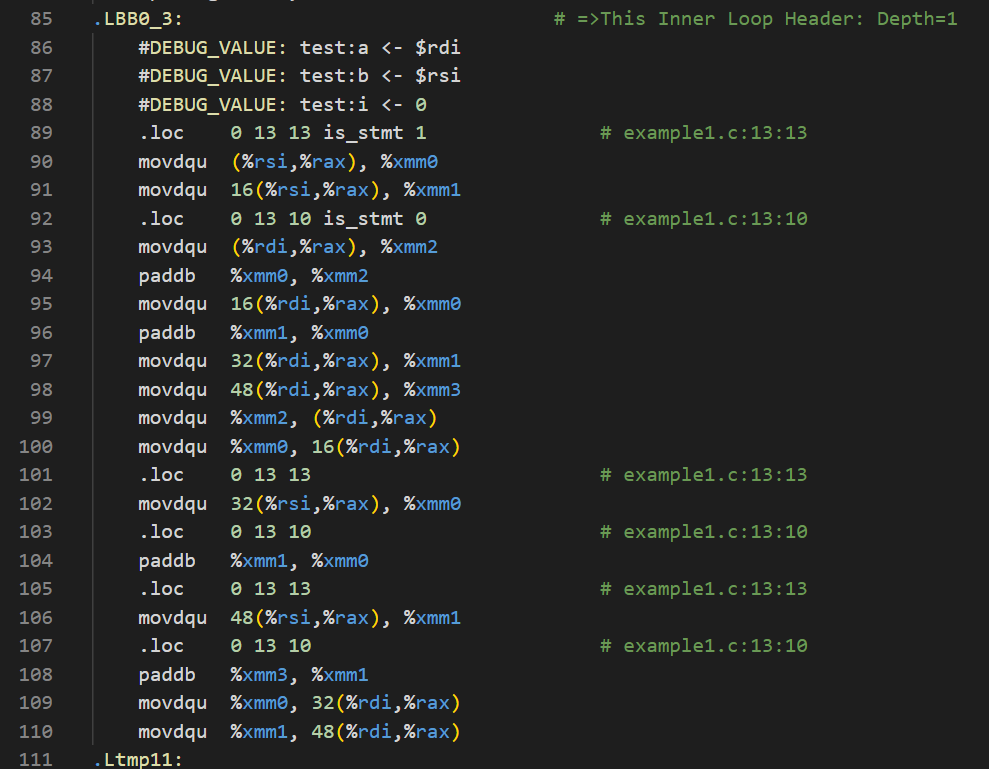 85 .LBB0_3: # =>This Inner Loop Header: Depth=1
86 #DEBUG_VALUE: test:a <- $rdi
87 #DEBUG_VALUE: test:b <- $rsi
88 #DEBUG_VALUE: test:i <- 0
89 .loc 0 13 13 is_stmt 1 # example1.c:13:13
90 movdqu (%rsi,%rax), %xmm0
91 movdqu 16(%rsi,%rax), %xmm1
92 .loc 0 13 10 is_stmt 0 # example1.c:13:10
93 movdqu (%rdi,%rax), %xmm2
94 paddb %xmm0, %xmm2
95 movdqu 16(%rdi,%rax), %xmm0
96 paddb %xmm1, %xmm0
97 movdqu 32(%rdi,%rax), %xmm1
98 movdqu 48(%rdi,%rax), %xmm3
99 movdqu %xmm2, (%rdi,%rax)
100 movdqu %xmm0, 16(%rdi,%rax)
101 .loc 0 13 13 # example1.c:13:13
102 movdqu 32(%rsi,%rax), %xmm0
103 .loc 0 13 10 # example1.c:13:10
104 paddb %xmm1, %xmm0
105 .loc 0 13 13 # example1.c:13:13
106 movdqu 48(%rsi,%rax), %xmm1
107 .loc 0 13 10 # example1.c:13:10
108 paddb %xmm3, %xmm1
109 movdqu %xmm0, 32(%rdi,%rax)
110 movdqu %xmm1, 48(%rdi,%rax)
111 .Ltmp11: